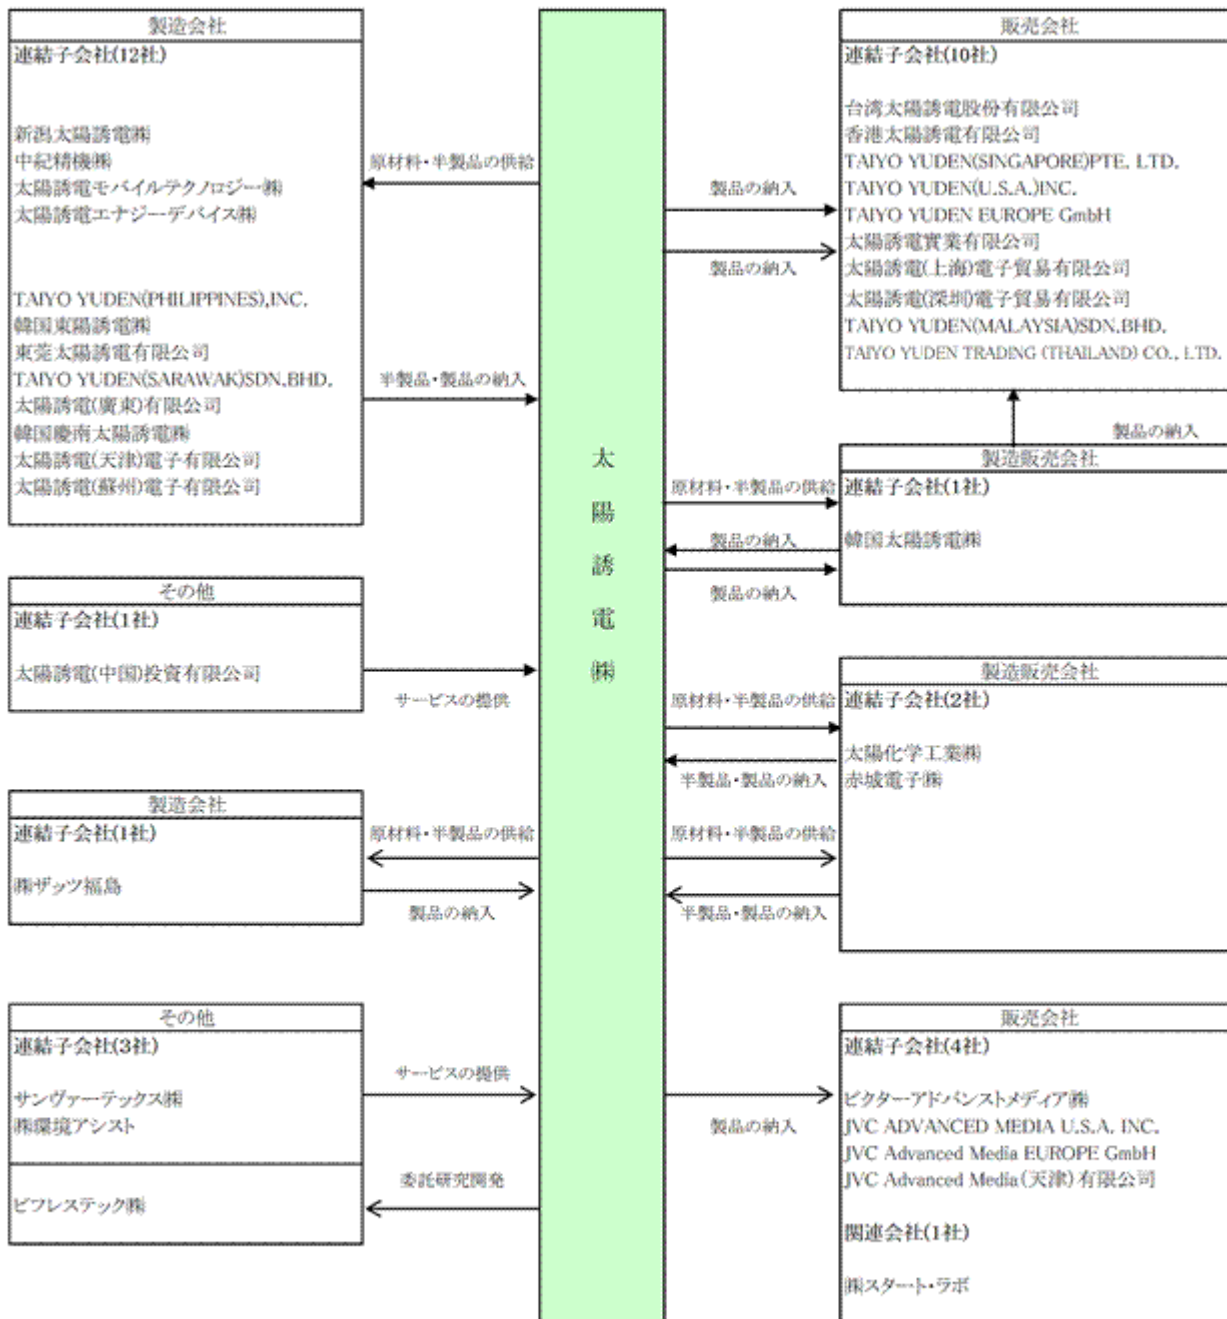 製造会社
連結子会社(12社)
新潟太陽誘電㈱
中紀精機㈱
太陽誘電モバイルテクノロジー㈱
太陽誘電エナジーデバイス㈱
TAIYO YUDEN(PHILIPPINES),INC.
韓国東陽誘電㈱
東莞太陽誘電有限公司
TAIYO YUDEN(SARAWAK)SDN.BHD.
太陽誘電(廣東)有限公司
韓国慶南太陽誘電㈱
太陽誘電(天津)電子有限公司
太陽誘電(蘇州)電子有限公司
原材料・半製品の供給
半製品・製品の納入
その他
連結子会社(1社)
太陽誘電(中国)投資有限公司
サービスの提供
製造会社
連結子会社(1社)
㈱ザッツ福島
原材料・半製品の供給
製品の納入
その他
連結子会社(3社)
サンヴァーテックス㈱
㈱環境アシスト
ビフレステック㈱
サービスの提供
委託研究開発
太陽誘電㈱
販売会社
連結子会社(10社)
台湾太陽誘電股份有限公司
香港太陽誘電有限公司
TAIYO YUDEN(SINGAPORE)PTE. LTD.
TAIYO YUDEN(U.S.A.)INC.
TAIYO YUDEN EUROPE GmbH
太陽誘電實業有限公司
太陽誘電(上海)電子貿易有限公司
太陽誘電(深圳)電子貿易有限公司
TAIYO YUDEN(MALAYSIA)SDN.BHD.
TAIYO YUDEN TRADING (THAILAND) CO., LTD.
製品の納入
製品の納入
製品の納入
製造販売会社
連結子会社(1社)
韓国太陽誘電㈱
原材料・半製品の供給
製品の納入
製品の納入
製造販売会社
連結子会社(2社)
太陽化学工業㈱
赤城電子㈱
原材料・半製品の供給
半製品・製品の納入
原材料・半製品の供給
半製品・製品の納入
販売会社
連結子会社(4社)
ビクターアドバンストメディア㈱
JVC ADVANCED MEDIA U.S.A. INC.
JVC Advanced Media EUROPE GmbH
JVC Advanced Media(天津)有限公司
関連会社(1社)
㈱スタート・ラボ
製品の納入